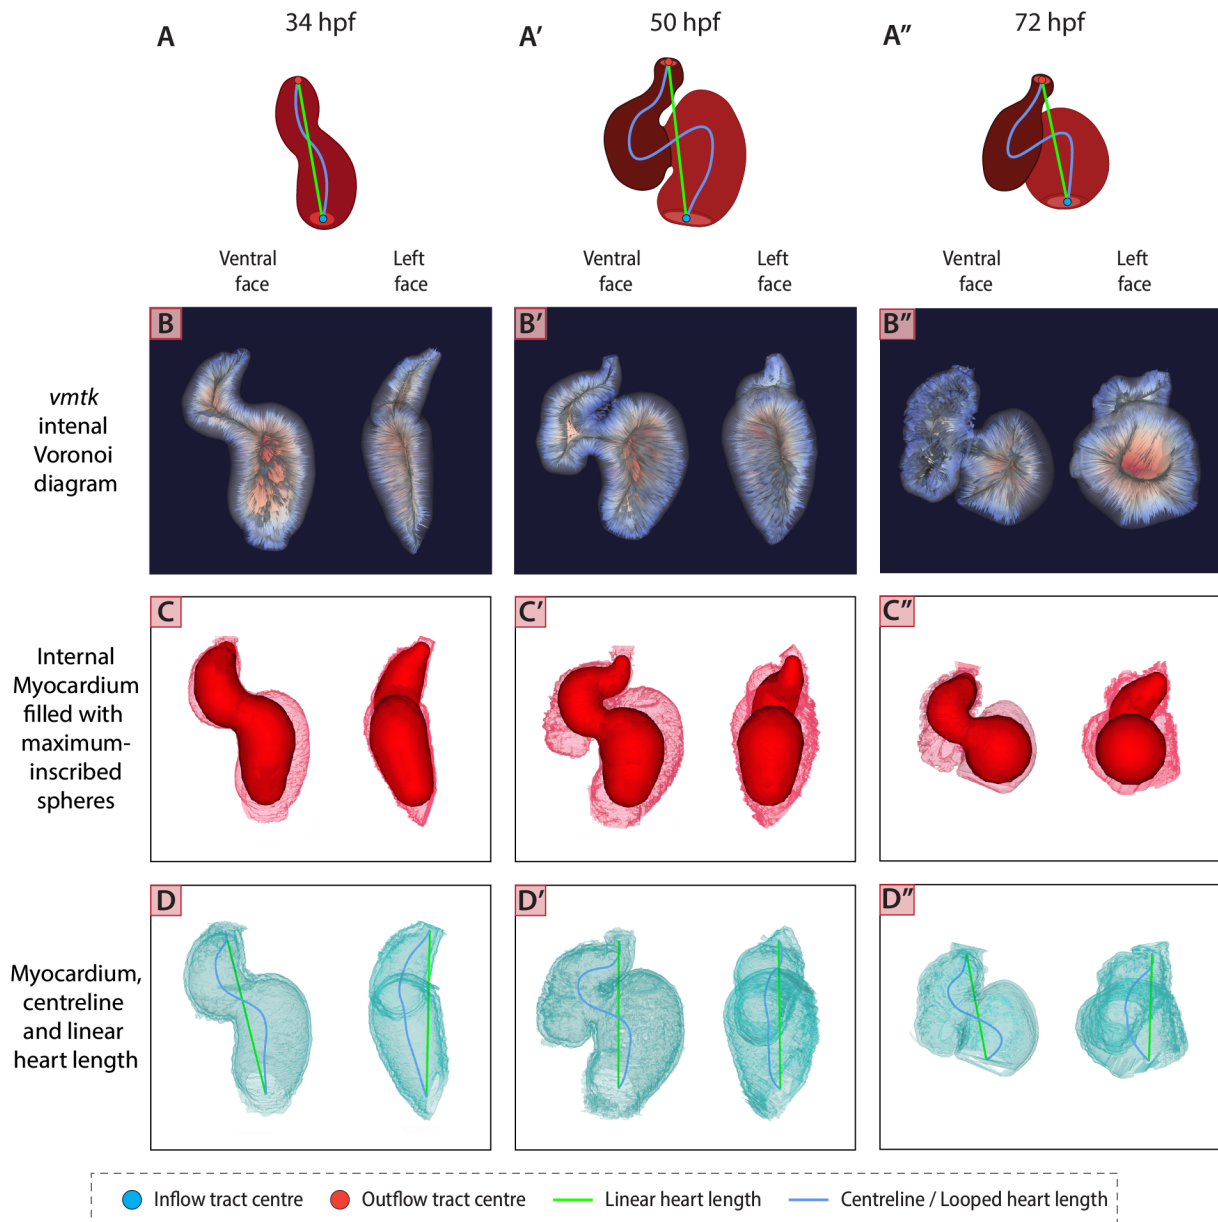 A
34 hpf
A′
50 hpf
A″
72 hpf
Ventral
face
Left
face
Ventral
face
Left
face
Ventral
face
Left
face
vmtk
intenal
Voronoi
diagram
B
B′
B″
Internal
Myocardium
filled with
maximum-
inscribed
spheres
C
C′
C″
Myocardium,
centreline
and linear
heart length
D
D′
D″
Inflow tract centre
Outflow tract centre
Linear heart length
Centreline / Looped heart length